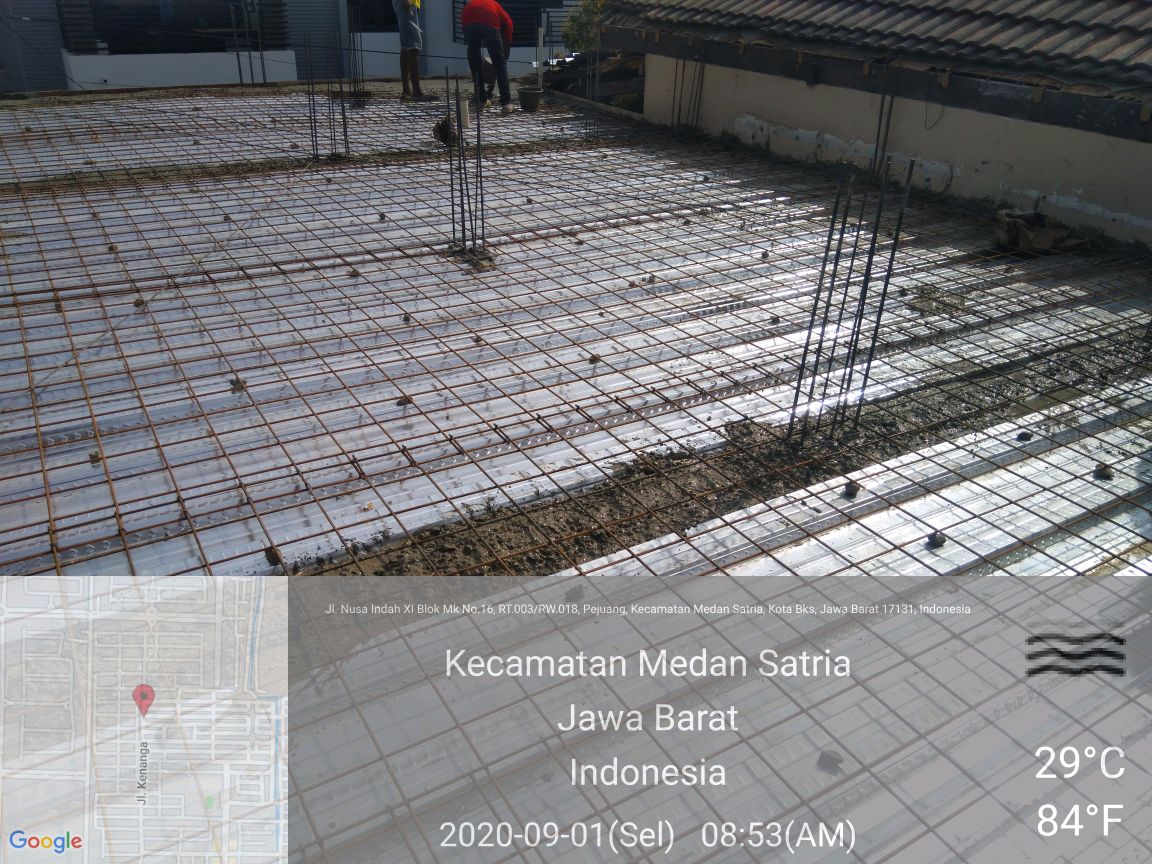 Jl. Nusa Indah XI Blok Mk No.16, RT.003/RW.018, Pejuang, Kecamatan Medan Satria, Kota Bks, Jawa Barat 17131, Indonesia
Kecamatan Medan Satria
Jawa Barat
Indonesia
29°C
84°F
2020-09-01(Sel) 08:53(AM)
Jl. Kenanga
Google